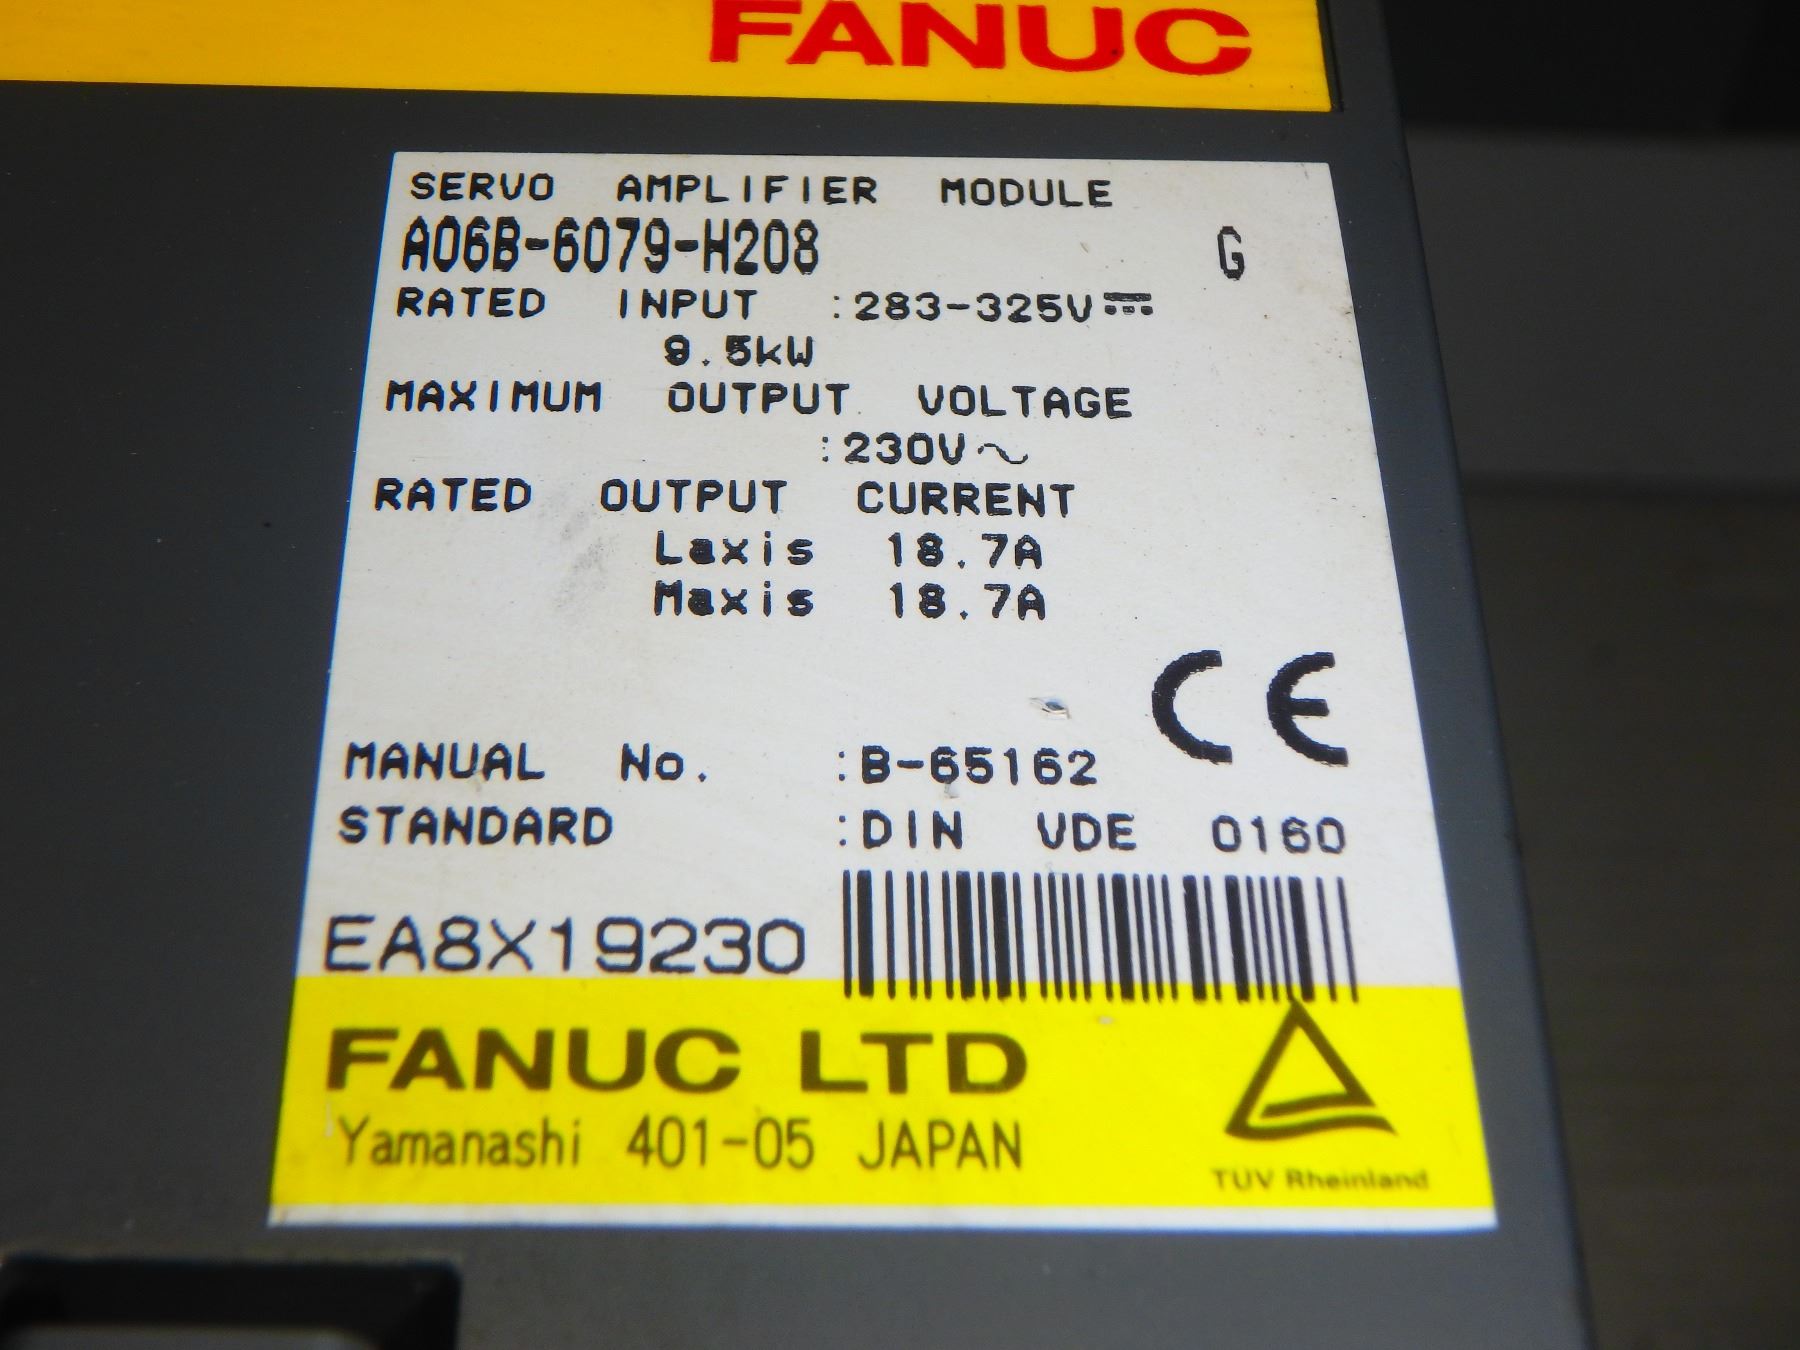 FANUC
SERVO AMPLIFIER MODULE
A06B-6079-H208 G
RATED INPUT :283-325V⎓
9.5kW
MAXIMUM OUTPUT VOLTAGE
:230V～
RATED OUTPUT CURRENT
Laxis 18.7A
Maxis 18.7A
CE
MANUAL No. :B-65162
STANDARD :DIN VDE 0160
EA8X19230
FANUC LTD
Yamanashi 401-05 JAPAN
TÜV Rheinland